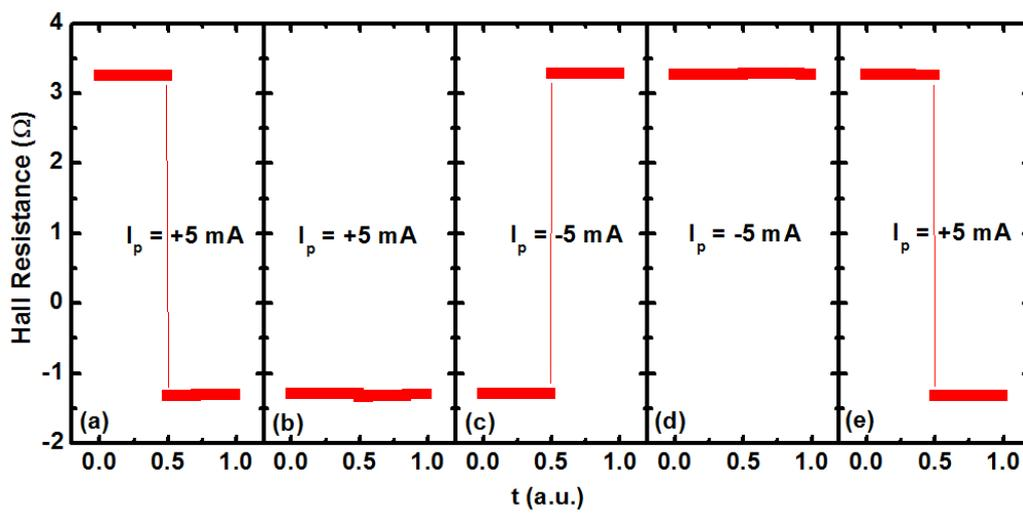 Hall Resistance (Ω)
4
3
2
1
0
-1
-2
I_p = +5 mA
I_p = +5 mA
I_p = -5 mA
I_p = -5 mA
I_p = +5 mA
(a)
(b)
(c)
(d)
(e)
0.0 0.5 1.0 0.0 0.5 1.0 0.0 0.5 1.0 0.0 0.5 1.0 0.0 0.5 1.0
t (a.u.)